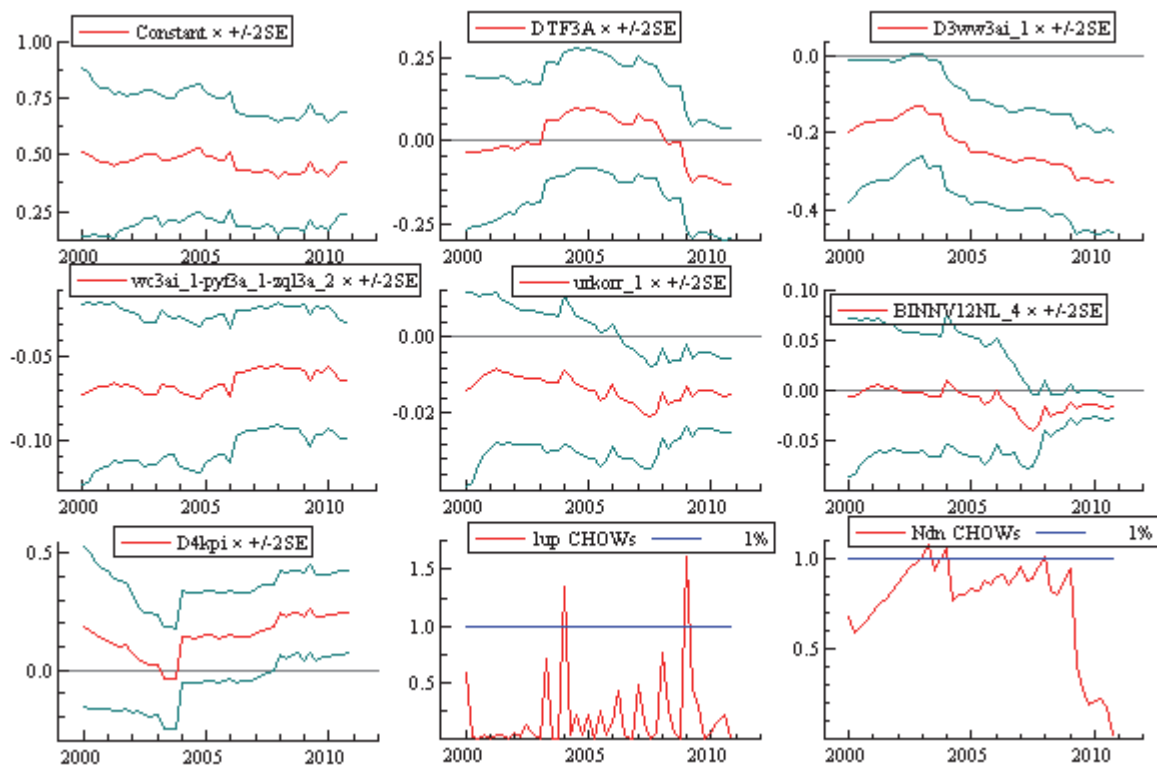 Constant × +/-2SE
DTF3A × +/-2SE
D3ww3ai_1 × +/-2SE
1.00
0.75
0.50
0.25
2000 2005 2010
0.25
0.00
-0.25
2000 2005 2010
0.0
-0.2
-0.4
2000 2005 2010
wc3ai_1-pyf3a_1-zql3a_2 × +/-2SE
urkorr_1 × +/-2SE
BINNV12NL_4 × +/-2SE
-0.05
-0.10
2000 2005 2010
0.00
-0.02
2000 2005 2010
0.10
0.05
0.00
-0.05
2000 2005 2010
D4kpi × +/-2SE
1up CHOWs 1%
Ndn CHOWs 1%
0.5
0.0
2000 2005 2010
1.5
1.0
0.5
2000 2005 2010
1.0
0.5
2000 2005 2010